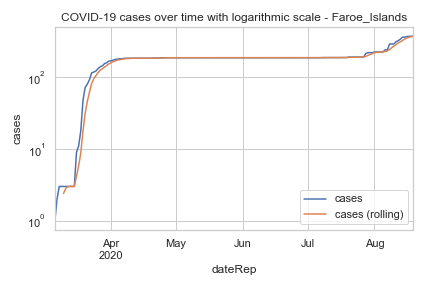 COVID-19 cases over time with logarithmic scale - Faroe_Islands
10²
10¹
10⁰
cases
cases
cases (rolling)
Apr
2020
May
Jun
Jul
Aug
dateRep